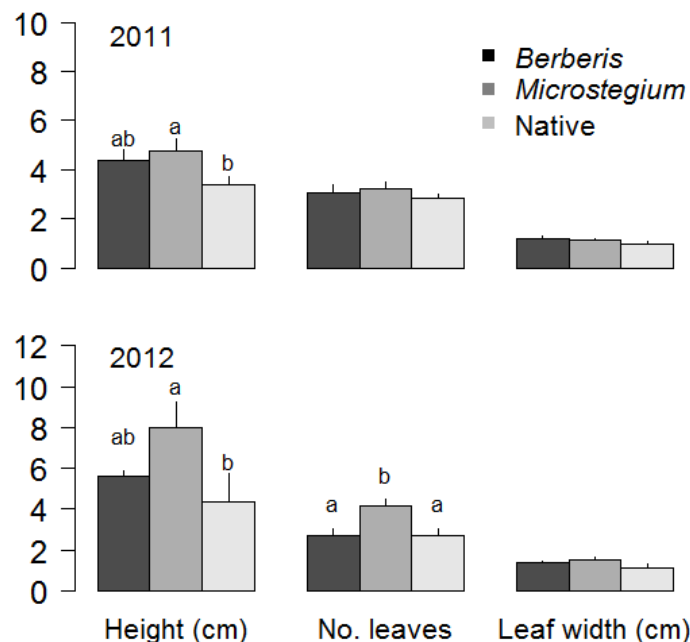 10
2011
8
6
4
2
0
Berberis
Microstegium
Native
ab a b
12
2012
10
8
6
4
2
0
ab a b
a b a
Height (cm) No. leaves Leaf width (cm)